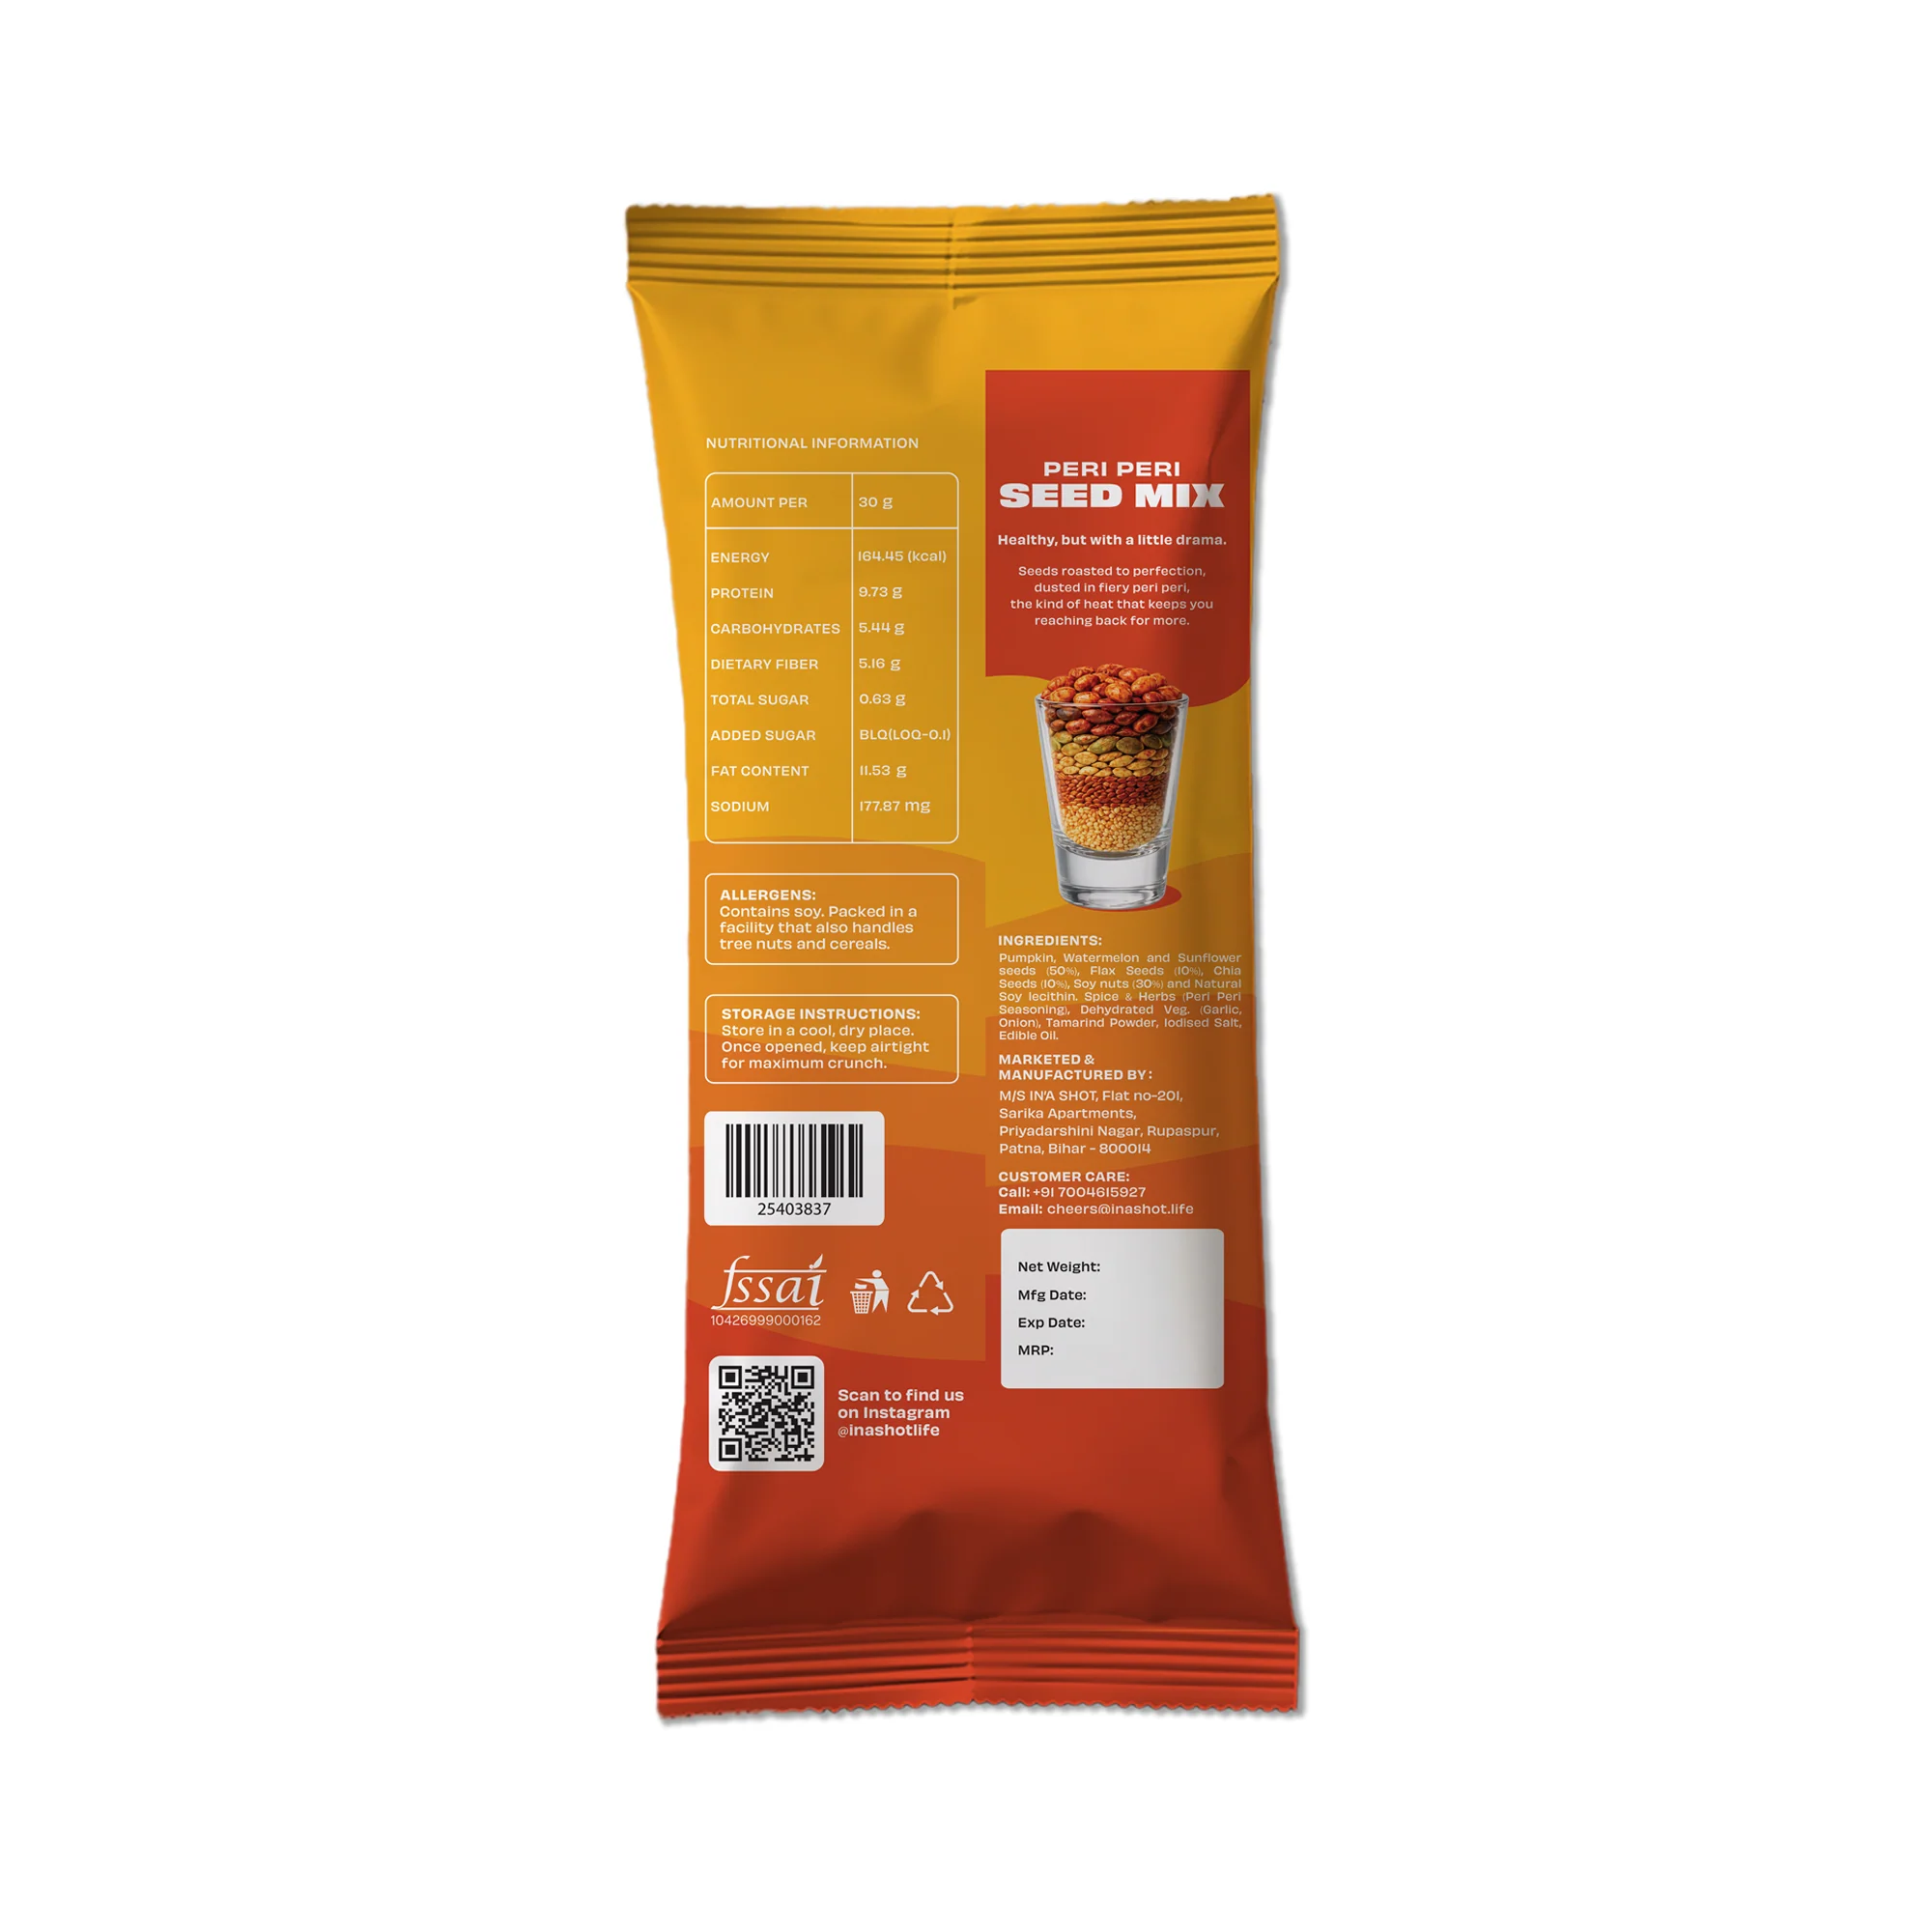 NUTRITIONAL INFORMATION
AMOUNT PER 30 g
ENERGY 164.45 (kcal)
PROTEIN 9.73 g
CARBOHYDRATES 5.44 g
DIETARY FIBER 5.16 g
TOTAL SUGAR 0.63 g
ADDED SUGAR BLQ(LOQ-0.1)
FAT CONTENT 11.53 g
SODIUM 177.87 mg
ALLERGENS:
Contains soy. Packed in a
facility that also handles
tree nuts and cereals.
STORAGE INSTRUCTIONS:
Store in a cool, dry place.
Once opened, keep airtight
for maximum crunch.
25403837
fssai
10426999000162
Scan to find us
on Instagram
@inashotlife
PERI PERI
SEED MIX
Healthy, but with a little drama.
Seeds roasted to perfection,
dusted in fiery peri peri,
the kind of heat that keeps you
reaching back for more.
INGREDIENTS:
Pumpkin, Watermelon and Sunflower
seeds (50%), Flax Seeds (10%), Chia
Seeds (10%), Soy nuts (30%) and Natural
Soy lecithin. Spice & Herbs (Peri Peri
Seasoning), Dehydrated Veg. (Garlic,
Onion), Tamarind Powder, Iodised Salt,
Edible Oil.
MARKETED &
MANUFACTURED BY :
M/S IN'A SHOT, Flat no-201,
Sarika Apartments,
Priyadarshini Nagar, Rupaspur,
Patna, Bihar - 800014
CUSTOMER CARE:
Call: +91 7004615927
Email: cheers@inashot.life
Net Weight:
Mfg Date:
Exp Date:
MRP: